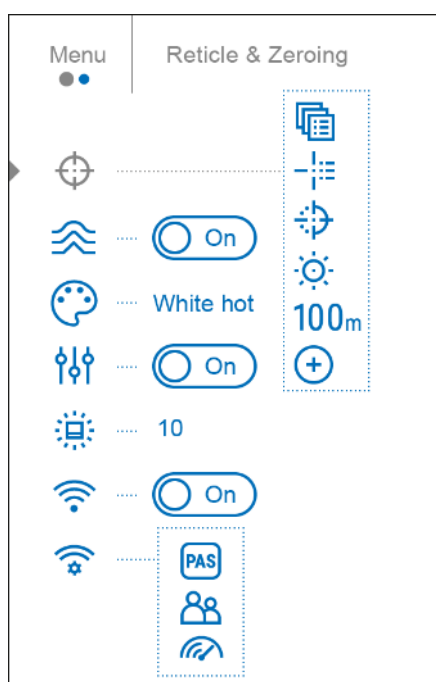 Menu
Reticle & Zeroing
On
White hot
100m
On
10
On
PAS